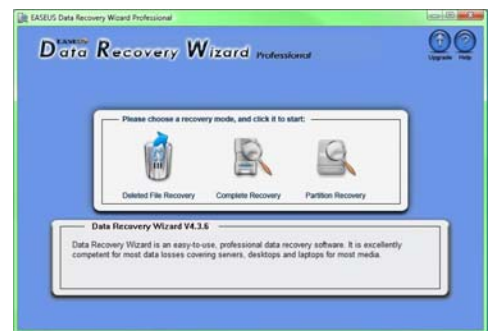 EASEUS Data Recovery Wizard Professional
EASEUS
Data Recovery Wizard Professional
Upgrade Help
Please choose a recovery mode, and click it to start:
Deleted File Recovery Complete Recovery Partition Recovery
Data Recovery Wizard V4.3.6
Data Recovery Wizard is an easy-to-use, professional data recovery software. It is excellently
competent for most data losses covering servers, desktops and laptops for most media.